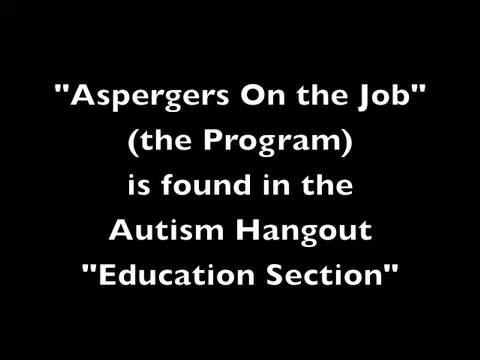 "Aspergers On the Job"
(the Program)
is found in the
Autism Hangout
"Education Section"